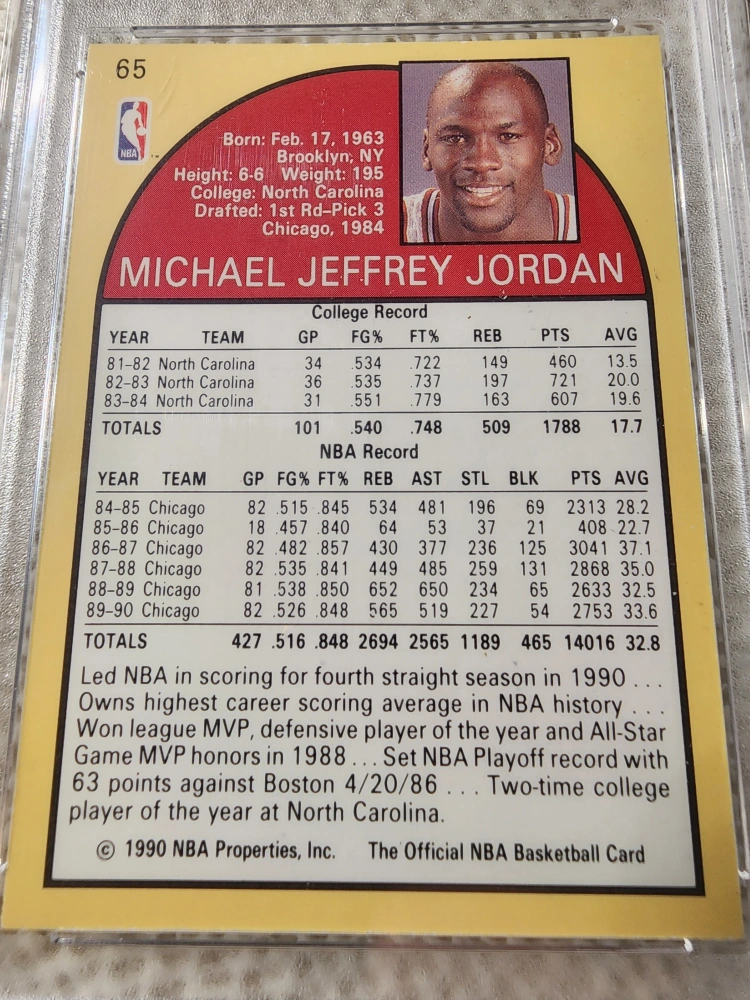 65
NBA
Born: Feb. 17, 1963
Brooklyn, NY
Height: 6-6 Weight: 195
College: North Carolina
Drafted: 1st Rd–Pick 3
Chicago, 1984
MICHAEL JEFFREY JORDAN
College Record
YEAR TEAM GP FG% FT% REB PTS AVG
81–82 North Carolina 34 .534 .722 149 460 13.5
82–83 North Carolina 36 .535 .737 197 721 20.0
83–84 North Carolina 31 .551 .779 163 607 19.6
TOTALS 101 .540 .748 509 1788 17.7
NBA Record
YEAR TEAM GP FG% FT% REB AST STL BLK PTS AVG
84–85 Chicago 82 .515 .845 534 481 196 69 2313 28.2
85–86 Chicago 18 .457 .840 64 53 37 21 408 22.7
86–87 Chicago 82 .482 .857 430 377 236 125 3041 37.1
87–88 Chicago 82 .535 .841 449 485 259 131 2868 35.0
88–89 Chicago 81 .538 .850 652 650 234 65 2633 32.5
89–90 Chicago 82 .526 .848 565 519 227 54 2753 33.6
TOTALS 427 .516 .848 2694 2565 1189 465 14016 32.8
Led NBA in scoring for fourth straight season in 1990 ...
Owns highest career scoring average in NBA history ...
Won league MVP, defensive player of the year and All-Star
Game MVP honors in 1988 ... Set NBA Playoff record with
63 points against Boston 4/20/86 ... Two-time college
player of the year at North Carolina.
© 1990 NBA Properties, Inc. The Official NBA Basketball Card